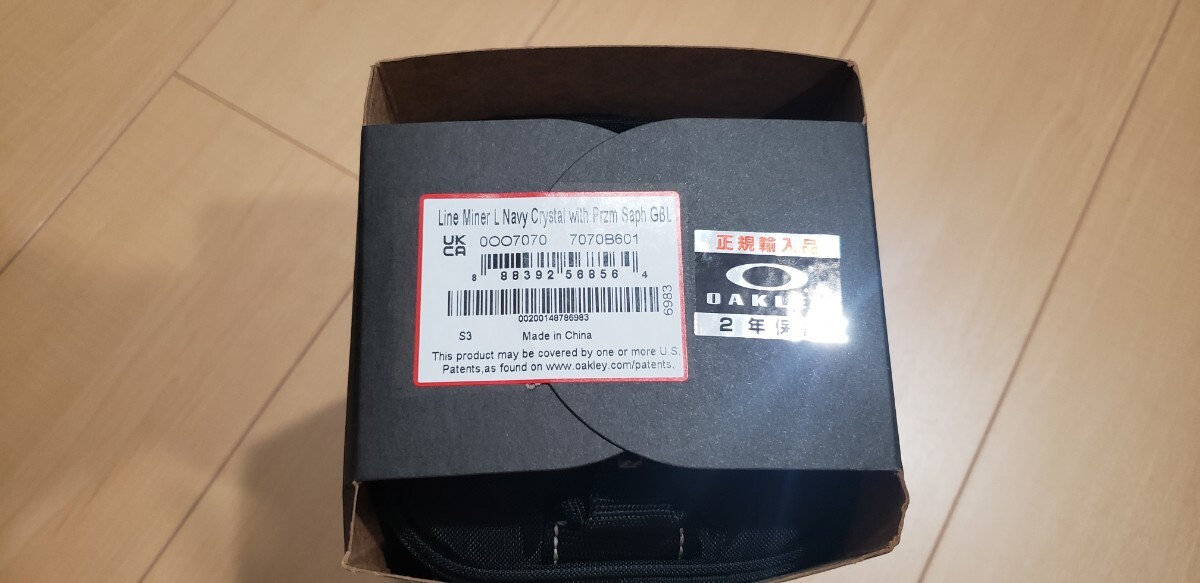 Line Miner L Navy Crystal with Przm Saph GBL
UK
CA
OOO7070 7070B601
8 88392 56856 4
6983
00200148786983
S3 Made in China
This product may be covered by one or more U.S.
Patents,as found on www.oakley.com/patents.
正規輸入品
OAKLEY
2年保